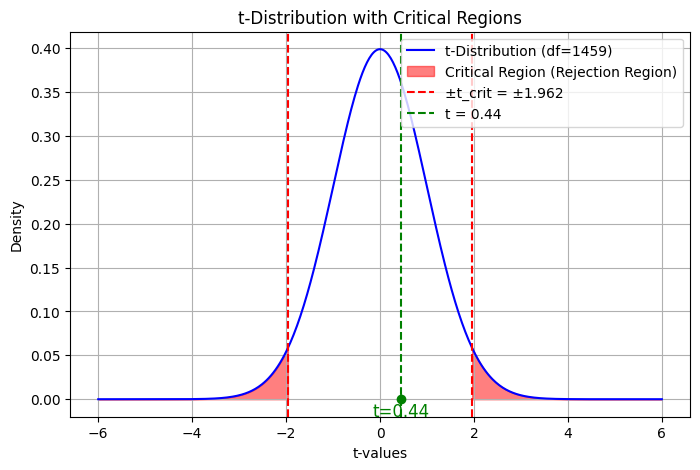 t-Distribution with Critical Regions
t-Distribution (df=1459)
Critical Region (Rejection Region)
±t_crit = ±1.962
t = 0.44
0.40
0.35
0.30
0.25
0.20
0.15
0.10
0.05
0.00
Density
t=0.44
−6
−4
−2
0
2
4
6
t-values